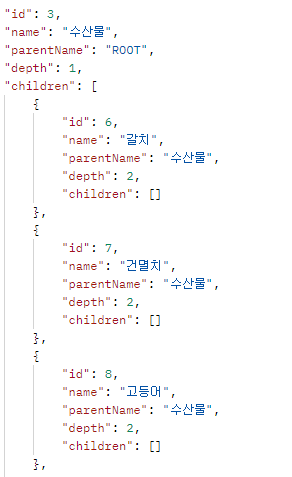 "id": 3,
"name": "수산물",
"parentName": "ROOT",
"depth": 1,
"children": [
{
"id": 6,
"name": "갈치",
"parentName": "수산물",
"depth": 2,
"children": []
},
{
"id": 7,
"name": "건멸치",
"parentName": "수산물",
"depth": 2,
"children": []
},
{
"id": 8,
"name": "고등어",
"parentName": "수산물",
"depth": 2,
"children": []
},